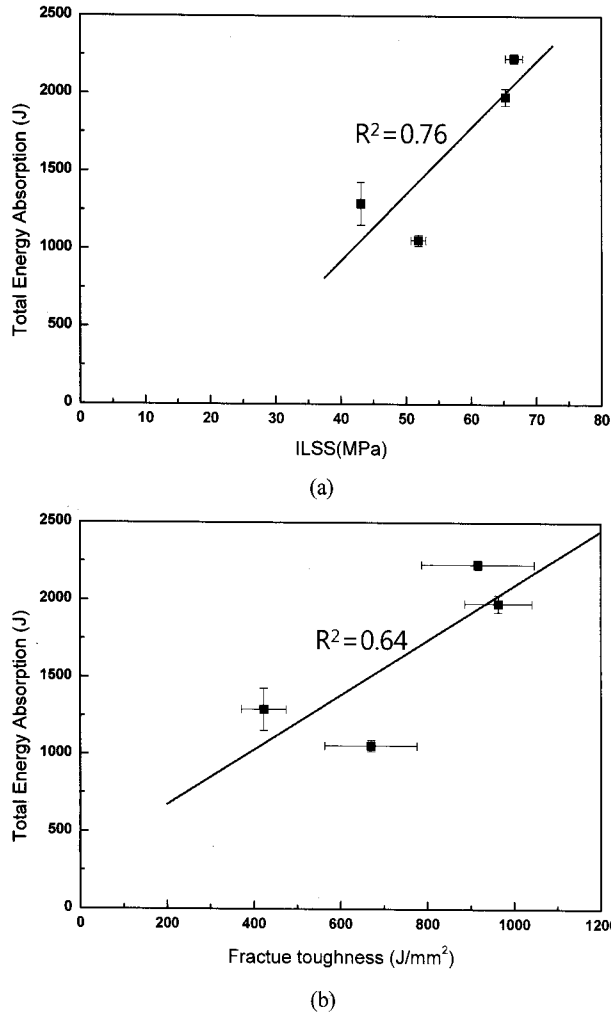 2500
2000
1500
1000
500
0
Total Energy Absorption (J)
R²=0.76
0 10 20 30 40 50 60 70 80
ILSS(MPa)
(a)
2500
2000
1500
1000
500
0
Total Energy Absorption (J)
R²=0.64
0 200 400 600 800 1000 1200
Fractue toughness (J/mm²)
(b)